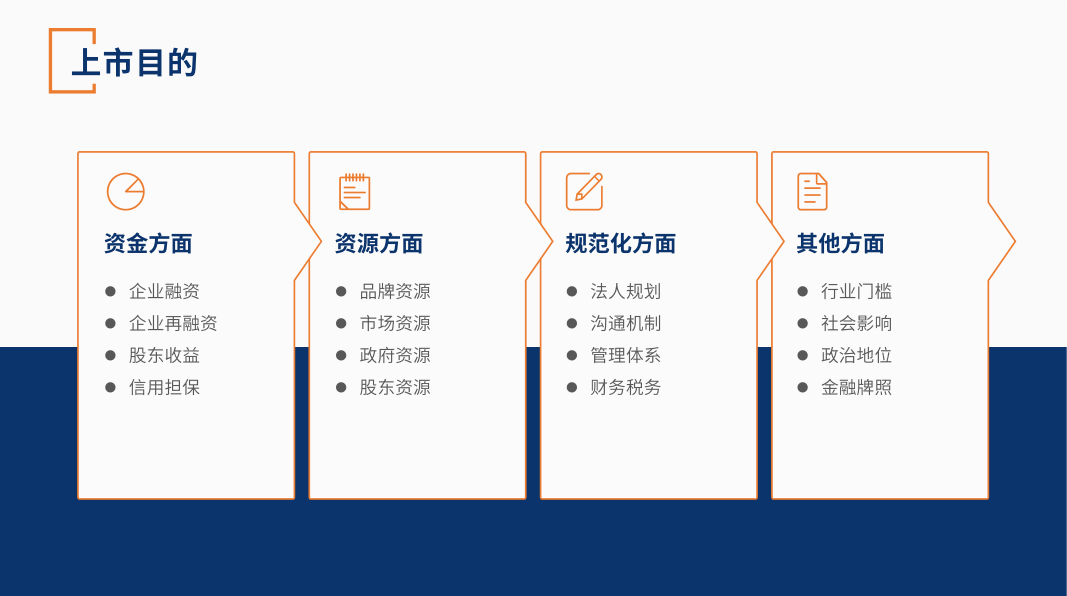 上市目的
资金方面
企业融资
企业再融资
股东收益
信用担保
资源方面
品牌资源
市场资源
政府资源
股东资源
规范化方面
法人规划
沟通机制
管理体系
财务税务
其他方面
行业门槛
社会影响
政治地位
金融牌照